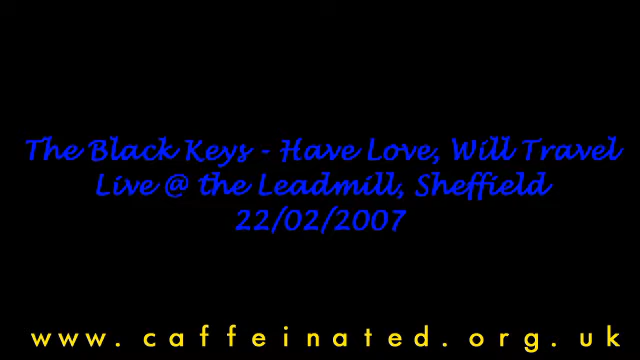 The Black Keys - Have Love, Will Travel
Live @ the Leadmill, Sheffield
22/02/2007
www.caffeinated.org.uk